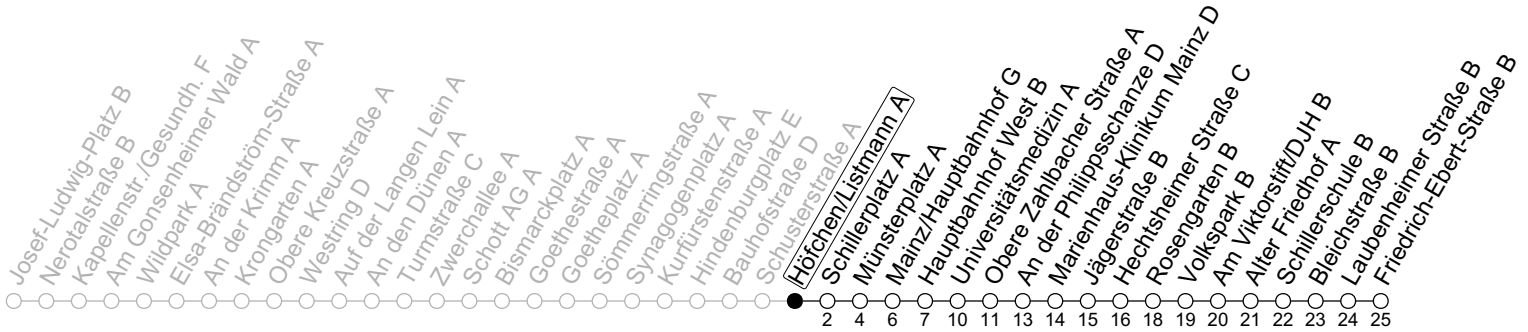 Josef-Ludwig-Platz B
Nerotalstraße B
Kapellenstr./Gesundh. F
Am Gonsenheimer Wald A
Wildpark A
Elsa-Brändström-Straße A
An der Krimm A
Krongarten A
Obere Kreuzstraße A
Westring D
Auf der Langen Lein A
An den Dünen A
Turmstraße C
Zwerchallee A
Schott AG A
Bismarckplatz A
Goethestraße A
Goetheplatz A
Sömmerringstraße A
Synagogenplatz A
Kurfürstenstraße A
Hindenburgplatz E
Bauhofstraße D
Schusterstraße A
Höfchen/Listmann A
Schillerplatz A
Münsterplatz A
Mainz/Hauptbahnhof G
Hauptbahnhof West B
Universitätsmedizin A
Obere Zahlbacher Straße A
An der Philippsschanze D
Marienhaus-Klinikum Mainz D
Jägerstraße B
Hechtsheimer Straße C
Rosengarten B
Volkspark B
Am Viktorstift/DJH B
Alter Friedhof A
Schillerschule B
Bleichstraße B
Laubenheimer Straße B
Friedrich-Ebert-Straße B
2 4 6 7 10 11 13 14 15 16 18 19 20 21 22 23 24 25